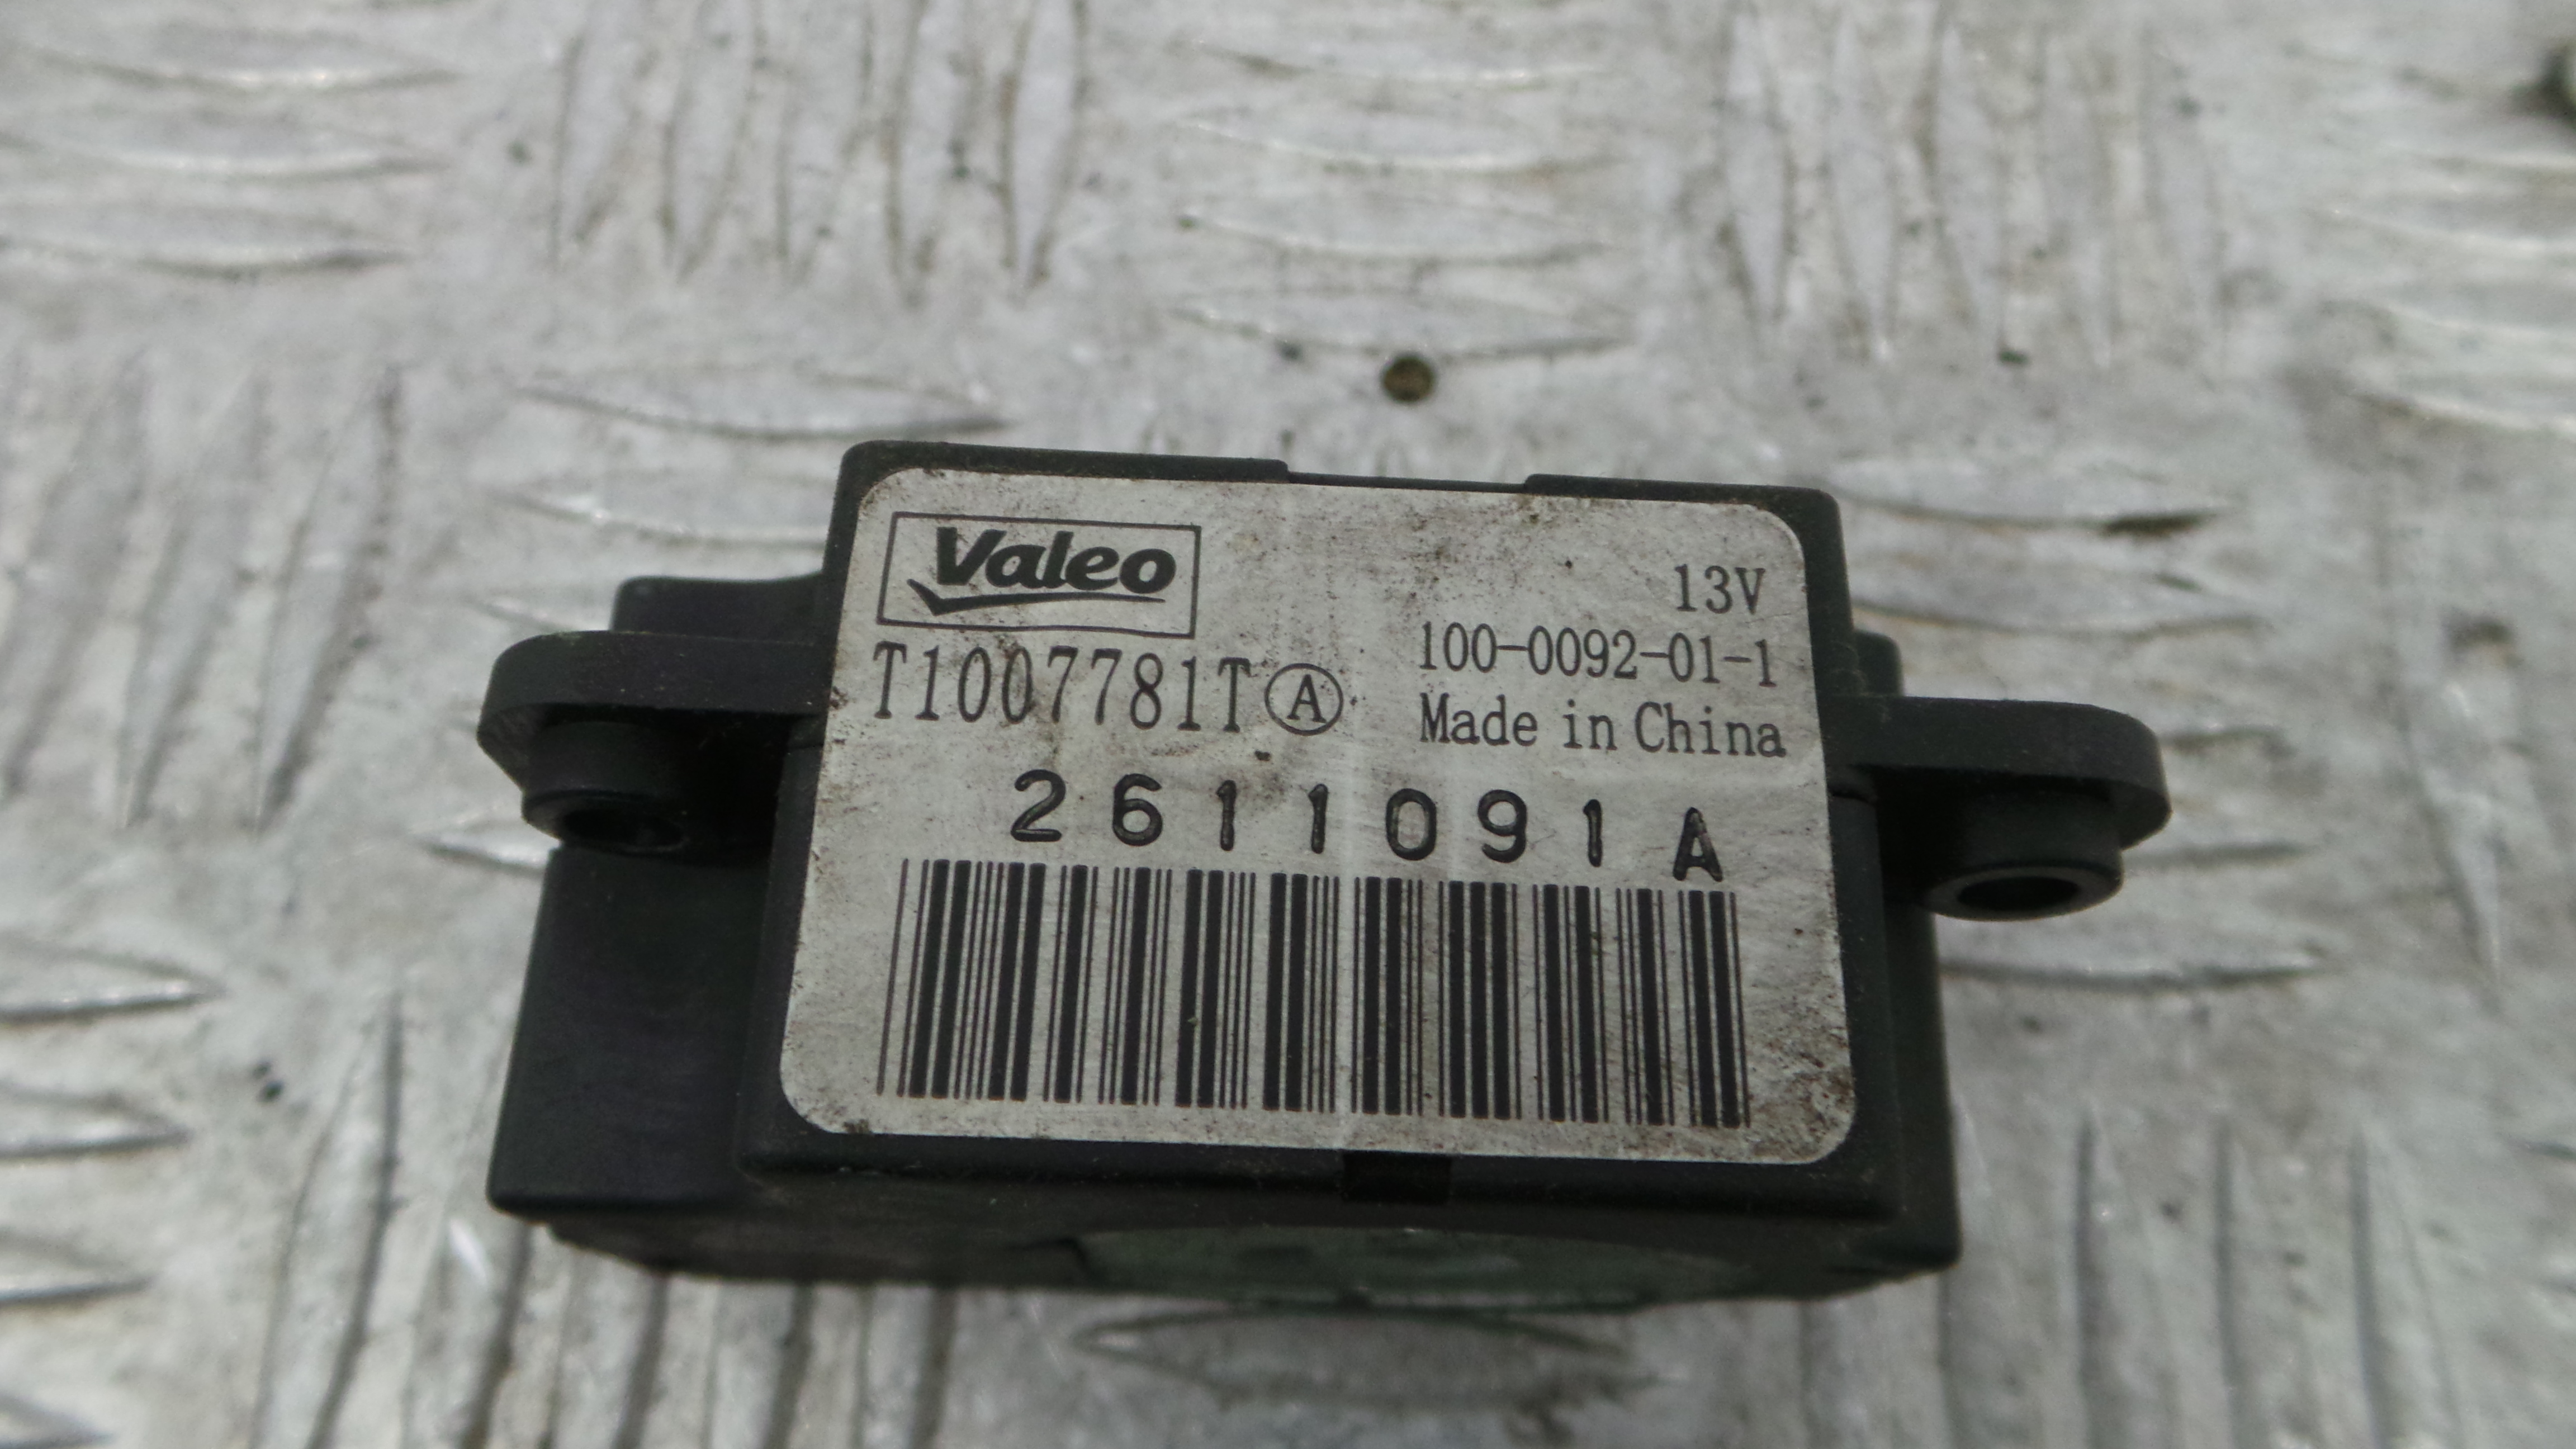 Valeo
13V
T1007781T Ⓐ
100-0092-01-1
Made in China
2611091A